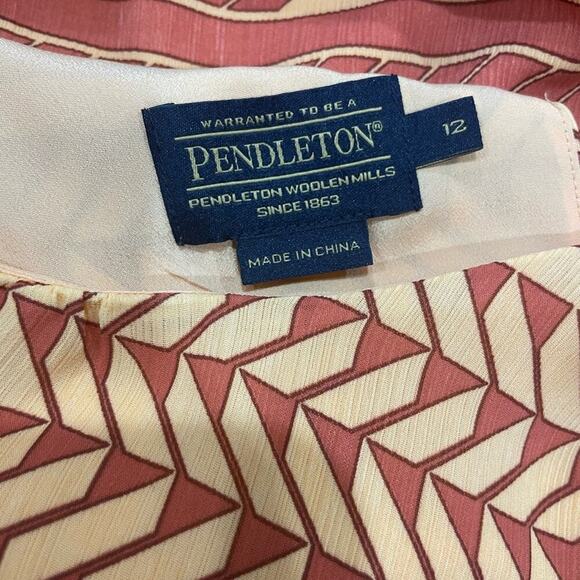 WARRANTED TO BE A
PENDLETON®
PENDLETON WOOLEN MILLS
SINCE 1863
12
MADE IN CHINA